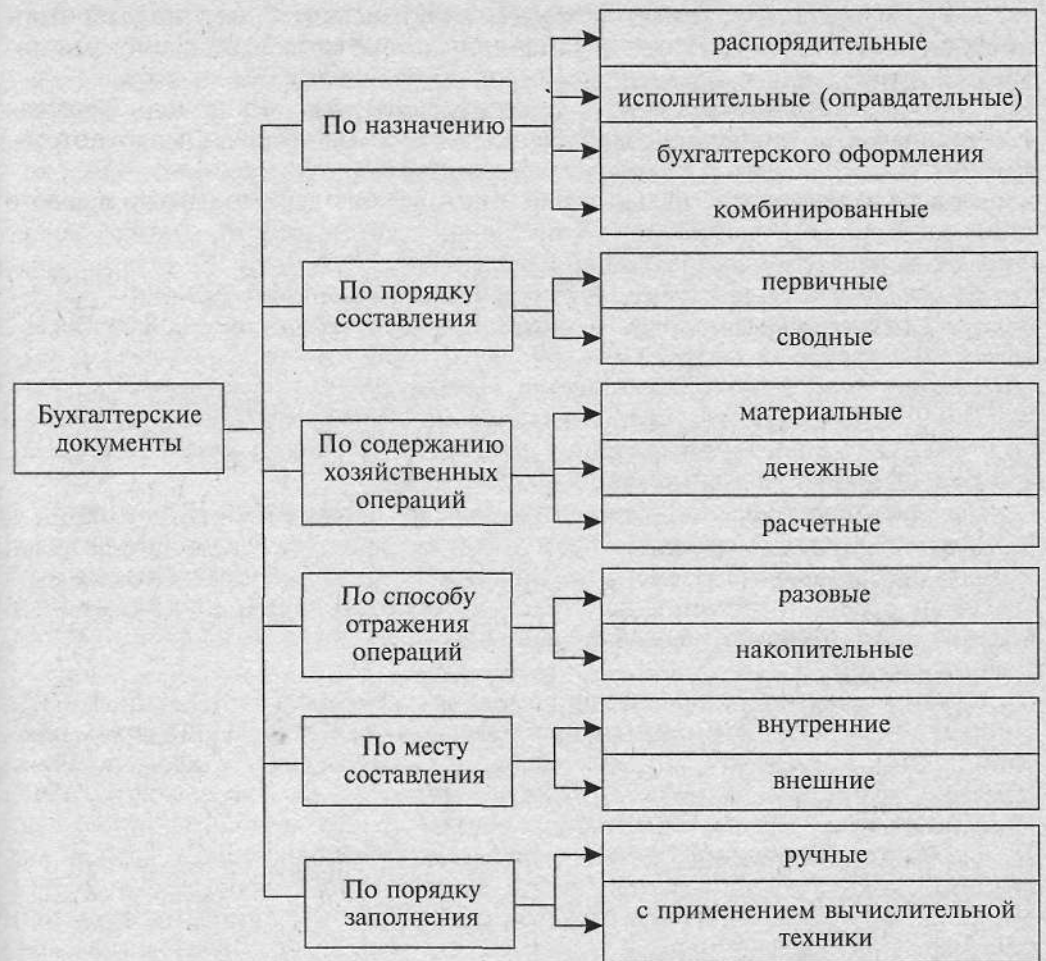 Бухгалтерские
документы
По назначению
распорядительные
исполнительные (оправдательные)
бухгалтерского оформления
комбинированные
По порядку
составления
первичные
сводные
По содержанию
хозяйственных
операций
материальные
денежные
расчетные
По способу
отражения
операций
разовые
накопительные
По месту
составления
внутренние
внешние
По порядку
заполнения
ручные
с применением вычислительной
техники